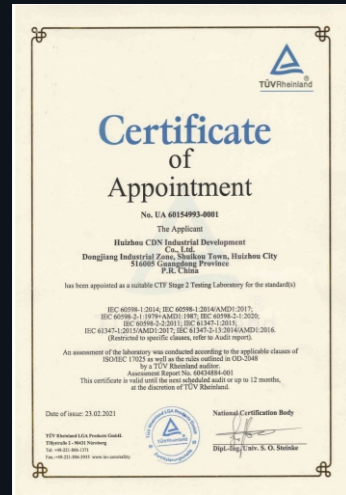 TÜVRheinland
®
Certificate
of
Appointment
No. UA 60154993-0001
The Applicant
Huizhou CDN Industrial Development
Co., Ltd.
Dongjiang Industrial Zone, Shuikou Town, Huizhou City
516005 Guangdong Province
P.R. China
has been appointed as a suitable CTF Stage 2 Testing Laboratory for the standard(s)
IEC 60598-1:2014; IEC 60598-1:2014/AMD1:2017;
IEC 60598-2-1:1979+AMD1:1987; IEC 60598-2-1:2020;
IEC 60598-2-2:2011; IEC 61347-1:2015;
IEC 61347-1:2015/AMD1:2017; IEC 61347-2-13:2014/AMD1:2016.
(Restricted to specific clauses, refer to Audit report).
An assessment of the laboratory was conducted according to the applicable clauses of
ISO/IEC 17025 as well as the rules outlined in OD-2048
by a TÜV Rheinland auditor.
Assessment Report No. 60434884-001
This certificate is valid until the next scheduled audit or up to 12 months,
at the discretion of TÜV Rheinland.
Date of issue: 23.02.2021
National Certification Body
TÜV Rheinland LGA Products GmbH
Tillystraße 2 - 90431 Nürnberg
Dipl.-Ing. Univ. S. O. Steinke
TÜVRheinland